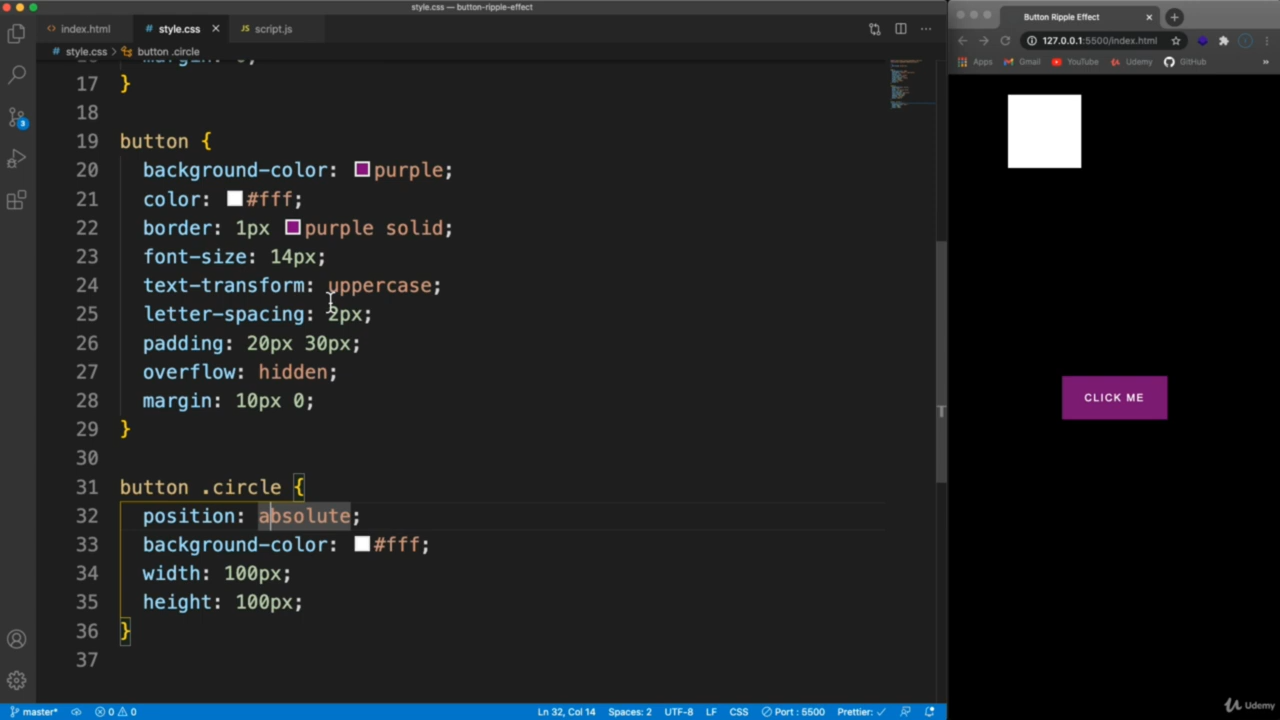 style.css — button-ripple-effect
index.html
style.css
script.js
style.css > button .circle
17 }
18
19 button {
20 background-color: purple;
21 color: #fff;
22 border: 1px purple solid;
23 font-size: 14px;
24 text-transform: uppercase;
25 letter-spacing: 2px;
26 padding: 20px 30px;
27 overflow: hidden;
28 margin: 10px 0;
29 }
30
31 button .circle {
32 position: absolute;
33 background-color: #fff;
34 width: 100px;
35 height: 100px;
36 }
37
master* 0 0 Ln 32, Col 14 Spaces: 2 UTF-8 LF CSS Port : 5500 Prettier: ✓
3
T
Button Ripple Effect
127.0.0.1:5500/index.html
Apps Gmail YouTube Udemy GitHub »
CLICK ME
Udemy